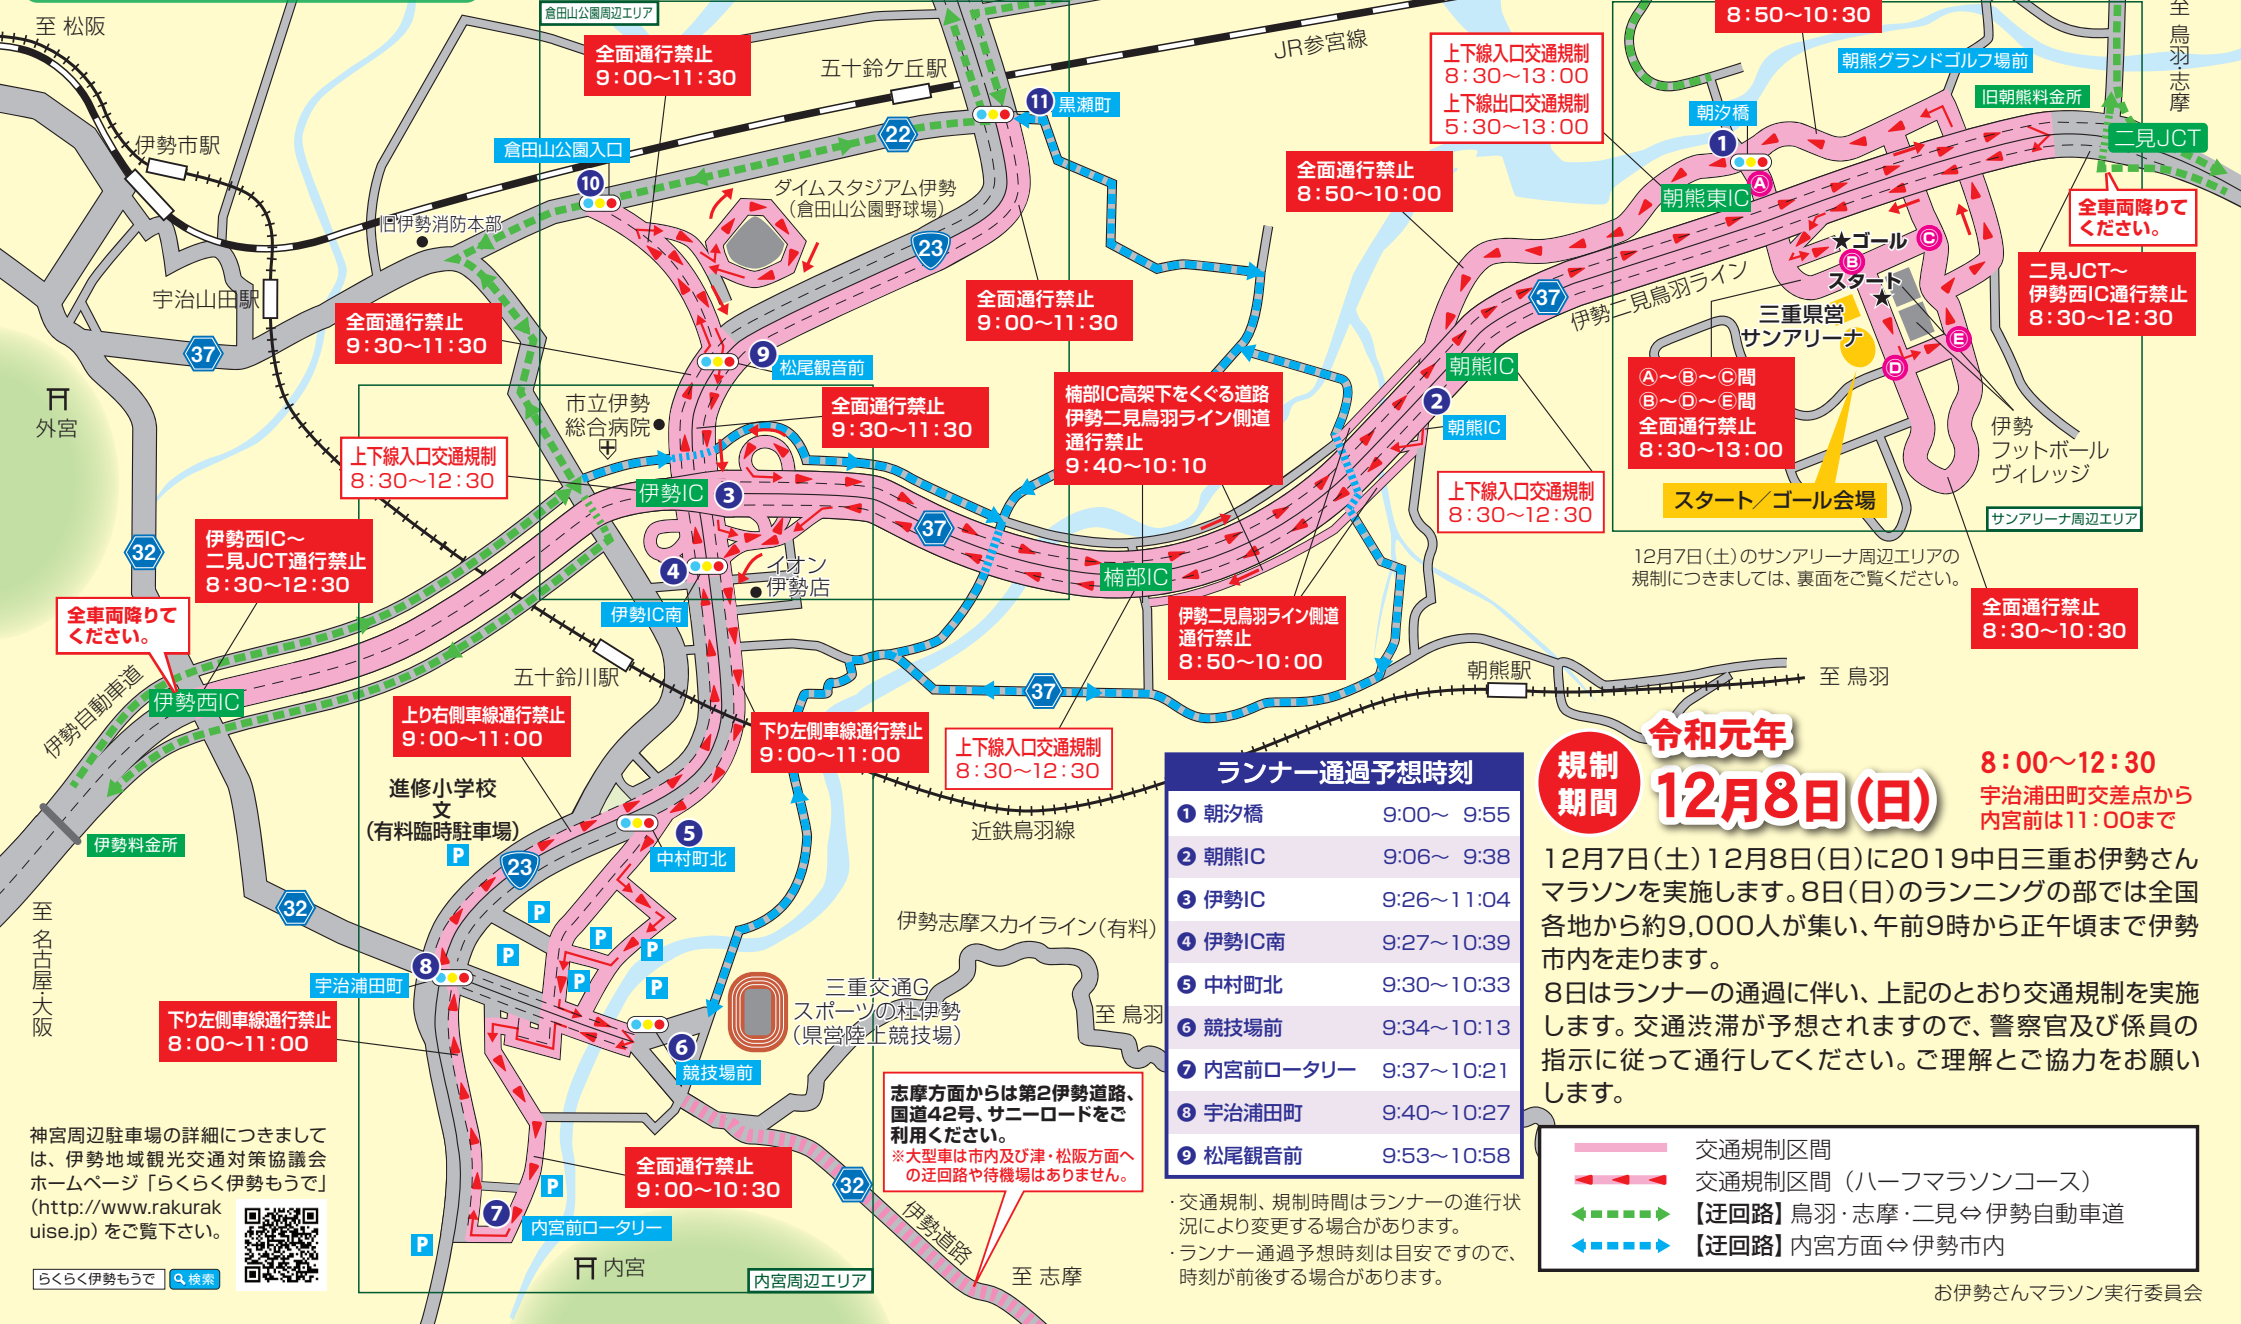 倉田山公園周辺エリア
至 松阪
全面通行禁止
9:00〜11:30
五十鈴ケ丘駅
JR参宮線
上下線入口交通規制
8:30〜13:00
上下線出口交通規制
5:30〜13:00
8:50〜10:30
朝熊グランドゴルフ場前
至 鳥羽・志摩
旧朝熊料金所
朝汐橋
1
A
二見JCT
11
黒瀬町
22
伊勢市駅
倉田山公園入口
10
旧伊勢消防本部
ダイムスタジアム伊勢
(倉田山公園野球場)
23
全面通行禁止
8:50〜10:00
朝熊東IC
全車両降りて
ください。
★ゴール
C
B
スタート
★
三重県営
サンアリーナ
E
D
二見JCT〜
伊勢西IC通行禁止
8:30〜12:30
宇治山田駅
37
外宮
全面通行禁止
9:30〜11:30
全面通行禁止
9:00〜11:30
37
伊勢二見鳥羽ライン
9
松尾観音前
市立伊勢
総合病院
全面通行禁止
9:30〜11:30
楠部IC高架下をくぐる道路
伊勢二見鳥羽ライン側道
通行禁止
9:40〜10:10
朝熊IC
2
朝熊IC
Ⓐ〜Ⓑ〜Ⓒ間
Ⓑ〜Ⓓ〜Ⓔ間
全面通行禁止
8:30〜13:00
伊勢
フットボール
ヴィレッジ
スタート/ゴール会場
サンアリーナ周辺エリア
上下線入口交通規制
8:30〜12:30
伊勢IC
3
37
上下線入口交通規制
8:30〜12:30
12月7日(土)のサンアリーナ周辺エリアの
規制につきましては、裏面をご覧ください。
全面通行禁止
8:30〜10:30
32
伊勢西IC〜
二見JCT通行禁止
8:30〜12:30
全車両降りて
ください。
4
イオン
伊勢店
伊勢IC南
楠部IC
伊勢二見鳥羽ライン側道
通行禁止
8:50〜10:00
伊勢自動車道
伊勢西IC
五十鈴川駅
37
朝熊駅
至 鳥羽
上り右側車線通行禁止
9:00〜11:00
下り左側車線通行禁止
9:00〜11:00
上下線入口交通規制
8:30〜12:30
進修小学校
文
(有料臨時駐車場)
P
近鉄鳥羽線
5
中村町北
23
伊勢料金所
至 名古屋・大阪
32
P
P
P
P
P
P
8
宇治浦田町
6
競技場前
伊勢志摩スカイライン(有料)
三重交通G
スポーツの杜伊勢
(県営陸上競技場)
至 鳥羽
下り左側車線通行禁止
8:00〜11:00
志摩方面からは第2伊勢道路、
国道42号、サニーロードをご
利用ください。
※大型車は市内及び津・松阪方面へ
の迂回路や待機場はありません。
全面通行禁止
9:00〜10:30
P
7
内宮前ロータリー
P
内宮
内宮周辺エリア
32
伊勢道路
至 志摩
神宮周辺駐車場の詳細につきまして
は、伊勢地域観光交通対策協議会
ホームページ「らくらく伊勢もうで」
(http://www.rakurak
uise.jp)をご覧下さい。
らくらく伊勢もうで 検索
ランナー通過予想時刻
❶ 朝汐橋 9:00〜 9:55
❷ 朝熊IC 9:06〜 9:38
❸ 伊勢IC 9:26〜11:04
❹ 伊勢IC南 9:27〜10:39
❺ 中村町北 9:30〜10:33
❻ 競技場前 9:34〜10:13
❼ 内宮前ロータリー 9:37〜10:21
❽ 宇治浦田町 9:40〜10:27
❾ 松尾観音前 9:53〜10:58
・交通規制、規制時間はランナーの進行状
況により変更する場合があります。
・ランナー通過予想時刻は目安ですので、
時刻が前後する場合があります。
規制
期間
令和元年
12月8日(日)
8:00〜12:30
宇治浦田町交差点から
内宮前は11:00まで
12月7日(土)12月8日(日)に2019中日三重お伊勢さん
マラソンを実施します。8日(日)のランニングの部では全国
各地から約9,000人が集い、午前9時から正午頃まで伊勢
市内を走ります。
8日はランナーの通過に伴い、上記のとおり交通規制を実施
します。交通渋滞が予想されますので、警察官及び係員の
指示に従って通行してください。ご理解とご協力をお願い
します。
交通規制区間
交通規制区間(ハーフマラソンコース)
【迂回路】鳥羽・志摩・二見⇔伊勢自動車道
【迂回路】内宮方面⇔伊勢市内
お伊勢さんマラソン実行委員会